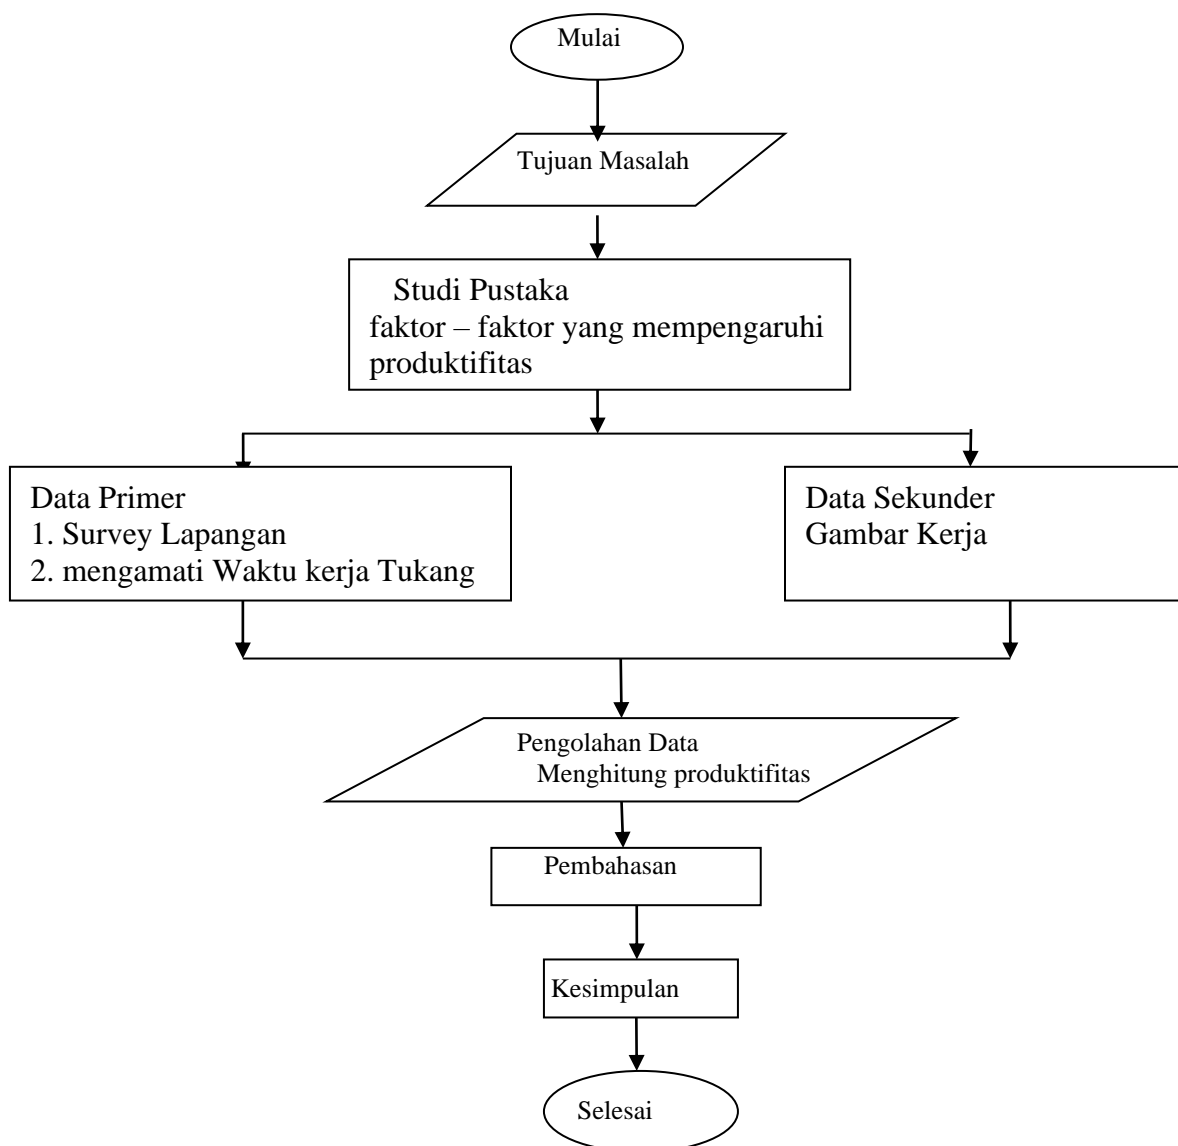 Mulai
Tujuan Masalah
Studi Pustaka
faktor – faktor yang mempengaruhi
produktifitas
Data Primer
1. Survey Lapangan
2. mengamati Waktu kerja Tukang
Data Sekunder
Gambar Kerja
Pengolahan Data
Menghitung produktifitas
Pembahasan
Kesimpulan
Selesai